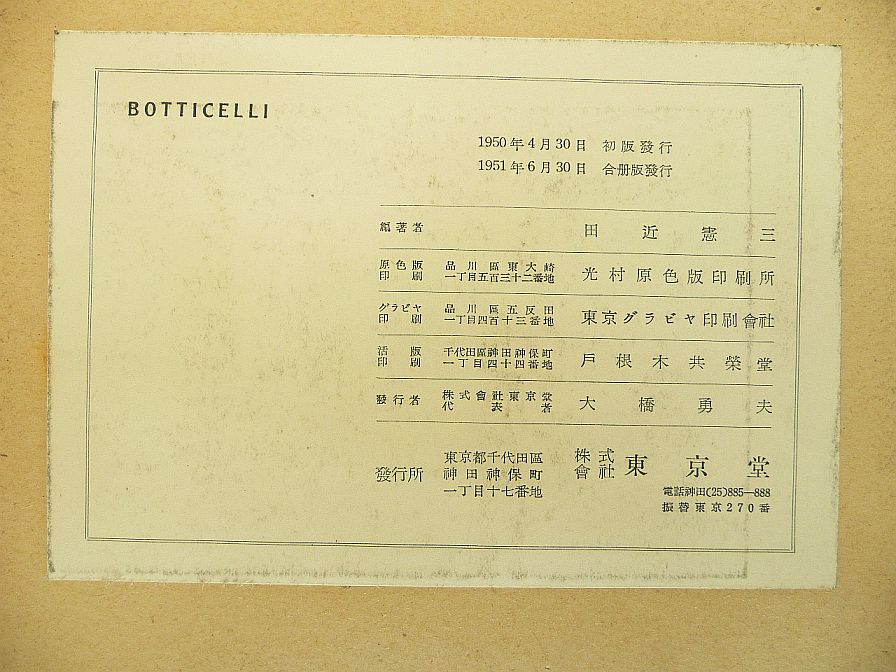 BOTTICELLI
1950年4月30日 初版發行
1951年6月30日 合册版發行
編著者 田近憲三
原色版印刷 品川區東大崎一丁目五百三十二番地 光村原色版印刷所
グラビヤ印刷 品川區五反田一丁目四百十三番地 東京グラビヤ印刷會社
活版印刷 千代田區神田神保町一丁目四十四番地 戸根木共榮堂
發行者 株式會社東京堂代表者 大橋勇夫
發行所 東京都千代田區神田神保町一丁目十七番地 株式會社 東京堂
電話神田(25)885—888
振替東京270番